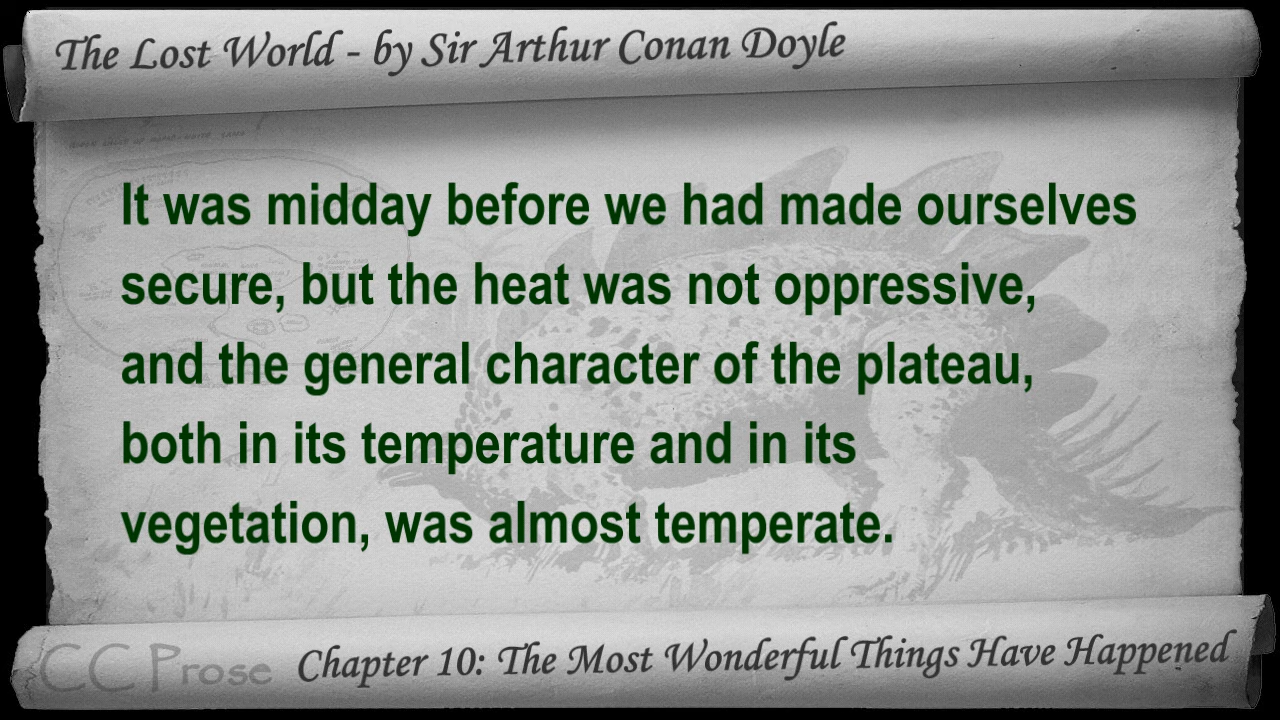 The Lost World - by Sir Arthur Conan Doyle
It was midday before we had made ourselves
secure, but the heat was not oppressive,
and the general character of the plateau,
both in its temperature and in its
vegetation, was almost temperate.
CC Prose
Chapter 10: The Most Wonderful Things Have Happened